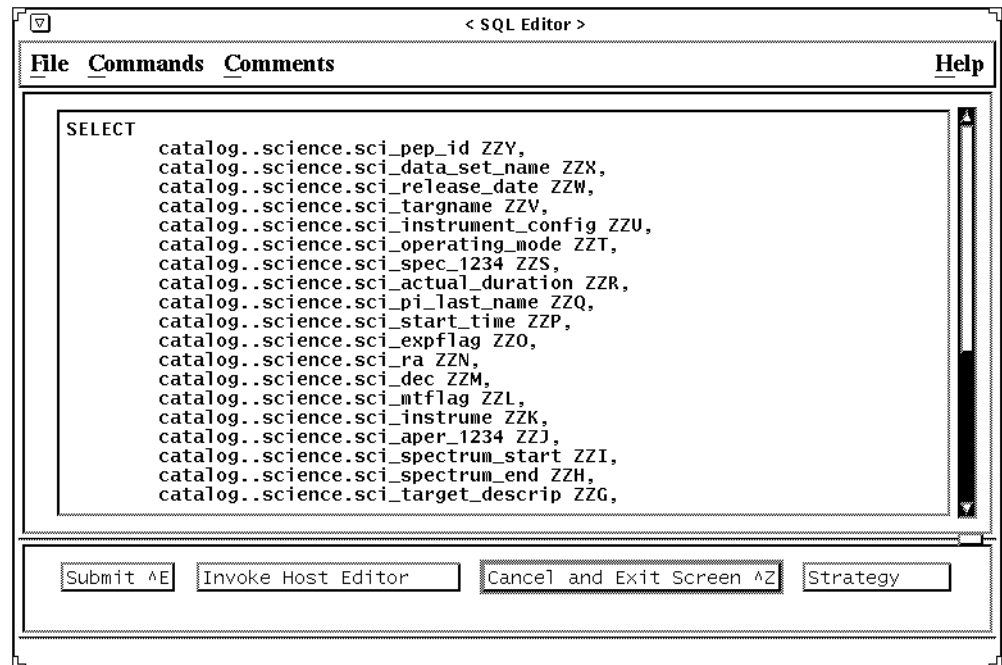 < SQL Editor >
File Commands Comments Help
SELECT
catalog..science.sci_pep_id ZZY,
catalog..science.sci_data_set_name ZZX,
catalog..science.sci_release_date ZZW,
catalog..science.sci_targname ZZV,
catalog..science.sci_instrument_config ZZU,
catalog..science.sci_operating_mode ZZT,
catalog..science.sci_spec_1234 ZZS,
catalog..science.sci_actual_duration ZZR,
catalog..science.sci_pi_last_name ZZQ,
catalog..science.sci_start_time ZZP,
catalog..science.sci_expflag ZZO,
catalog..science.sci_ra ZZN,
catalog..science.sci_dec ZZM,
catalog..science.sci_mtflag ZZL,
catalog..science.sci_instrume ZZK,
catalog..science.sci_aper_1234 ZZJ,
catalog..science.sci_spectrum_start ZZI,
catalog..science.sci_spectrum_end ZZH,
catalog..science.sci_target_descrip ZZG,
Submit ^E Invoke Host Editor Cancel and Exit Screen ^Z Strategy